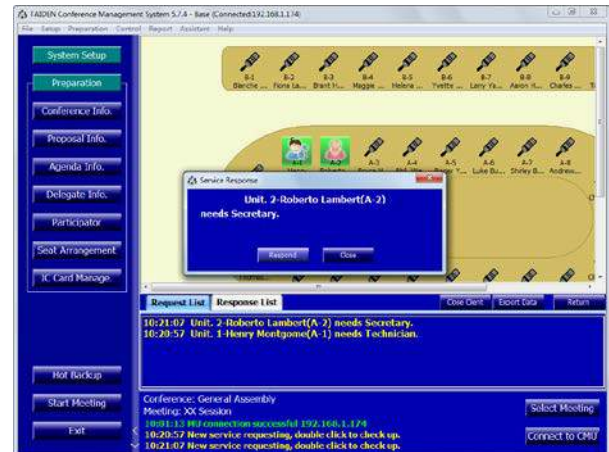 TAIDEN Conference Management System 5.7.4 - Base (Connected:192.168.1.174)
File Setup Preparation Control Report Assistant Help
System Setup
Preparation
Conference Info.
Proposal Info.
Agenda Info.
Delegate Info.
Participator
Seat Arrangement
IC Card Manage.
Hot Backup
Start Meeting
Exit
B-1 B-2 B-3 B-4 B-5 B-6 B-7 B-8 B-9
Blanche ... Fiona La... Brant H... Maggie ... Helena ... Yvette ... Larry Ya... Aaron H... Charles ...
A-1 A-2 A-3 A-4 A-5 A-6 A-7 A-8
Luke Bu... Shirley B... Andrew...
Service Response
Unit. 2-Roberto Lambert(A-2)
needs Secretary.
Respond Close
Request List Response List Close Client Export Data Return
10:21:07 Unit. 2-Roberto Lambert(A-2) needs Secretary.
10:20:57 Unit. 1-Henry Montgome(A-1) needs Technician.
Conference: General Assembly
Meeting: XX Session
Select Meeting
10:01:13 MU connection successful 192.168.1.174
10:20:57 New service requesting, double click to check up.
10:21:07 New service requesting, double click to check up.
Connect to CMU